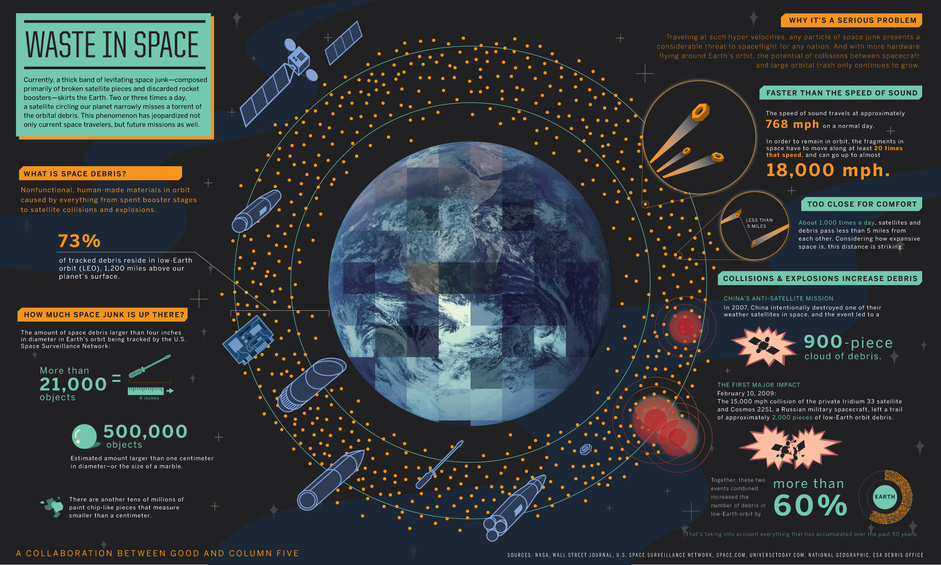 WASTE IN SPACE
Currently, a thick band of levitating space junk—composed
primarily of broken satellite pieces and discarded rocket
boosters—skirts the Earth. Two or three times a day,
a satellite circling our planet narrowly misses a torrent of
the orbital debris. This phenomenon has jeopardized not
only current space travelers, but future missions as well.
WHAT IS SPACE DEBRIS?
Nonfunctional, human-made materials in orbit
caused by everything from spent booster stages
to satellite collisions and explosions.
73%
of tracked debris reside in low-Earth
orbit (LEO), 1,200 miles above our
planet's surface.
HOW MUCH SPACE JUNK IS UP THERE?
The amount of space debris larger than four inches
in diameter in Earth's orbit being tracked by the U.S.
Space Surveillance Network:
More than
21,000 =
objects
4 inches
500,000
objects
Estimated amount larger than one centimeter
in diameter—or the size of a marble.
There are another tens of millions of
paint chip-like pieces that measure
smaller than a centimeter.
WHY IT'S A SERIOUS PROBLEM
Traveling at such hyper velocities, any particle of space junk presents a
considerable threat to spaceflight for any nation. And with more hardware
flying around Earth's orbit, the potential of collisions between spacecraft
and large orbital trash only continues to grow.
FASTER THAN THE SPEED OF SOUND
The speed of sound travels at approximately
768 mph on a normal day.
In order to remain in orbit, the fragments in
space have to move along at least 20 times
that speed, and can go up to almost
18,000 mph.
TOO CLOSE FOR COMFORT
LESS THAN
5 MILES
About 1,000 times a day, satellites and
debris pass less than 5 miles from
each other. Considering how expansive
space is, this distance is striking.
COLLISIONS & EXPLOSIONS INCREASE DEBRIS
CHINA'S ANTI-SATELLITE MISSION
In 2007, China intentionally destroyed one of their
weather satellites in space, and the event led to a
900-piece
cloud of debris.
THE FIRST MAJOR IMPACT
February 10, 2009:
The 15,000 mph collision of the private Iridium 33 satellite
and Cosmos 2251, a Russian military spacecraft, left a trail
of approximately 2,000 pieces of low-Earth orbit debris.
Together, these two
events combined
increased the
number of debris in
low-Earth orbit by
more than
60%
EARTH
That's taking into account everything that has accumulated over the past 50 years.
A COLLABORATION BETWEEN GOOD AND COLUMN FIVE
SOURCES: NASA, WALL STREET JOURNAL, U.S. SPACE SURVEILLANCE NETWORK, SPACE.COM, UNIVERSETODAY.COM, NATIONAL GEOGRAPHIC, ESA DEBRIS OFFICE